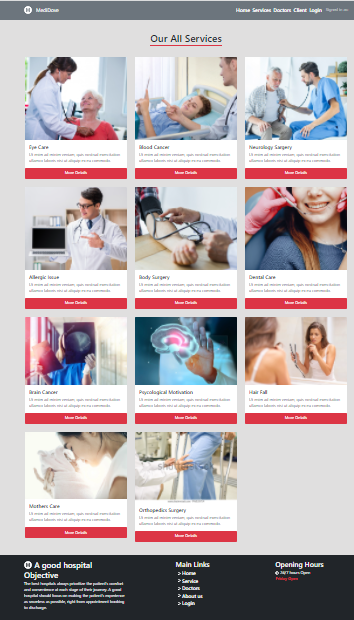 MediDove
Home Services Doctors Client Login Signed in as:
Our All Services
Eye Care
Ut enim ad minim veniam, quis nostrud exercitation
ullamco laboris nisi ut aliquip ex ea commodo
More Details
Blood Cancer
Ut enim ad minim veniam, quis nostrud exercitation
ullamco laboris nisi ut aliquip ex ea commodo
More Details
Neurology Sargery
Ut enim ad minim veniam, quis nostrud exercitation
ullamco laboris nisi ut aliquip ex ea commodo
More Details
Allergic Issue
Ut enim ad minim veniam, quis nostrud exercitation
ullamco laboris nisi ut aliquip ex ea commodo
More Details
Body Surgery
Ut enim ad minim veniam, quis nostrud exercitation
ullamco laboris nisi ut aliquip ex ea commodo
More Details
Dental Care
Ut enim ad minim veniam, quis nostrud exercitation
ullamco laboris nisi ut aliquip ex ea commodo
More Details
Brain Cancer
Ut enim ad minim veniam, quis nostrud exercitation
ullamco laboris nisi ut aliquip ex ea commodo
More Details
Psycological Motivation
Ut enim ad minim veniam, quis nostrud exercitation
ullamco laboris nisi ut aliquip ex ea commodo
More Details
Hair Fall
Ut enim ad minim veniam, quis nostrud exercitation
ullamco laboris nisi ut aliquip ex ea commodo
More Details
Mothers Care
Ut enim ad minim veniam, quis nostrud exercitation
ullamco laboris nisi ut aliquip ex ea commodo
More Details
Orthopedics Surgery
Ut enim ad minim veniam, quis nostrud exercitation
ullamco laboris nisi ut aliquip ex ea commodo
More Details
A good hospital
Objective
The best hospitals always prioritize the patient's comfort
and convenience at each stage of their journey. A good
hospital should focus on making the patient's experience
as seamless as possible, right from appointment booking
to discharge.
Main Links
> Home
> Service
> Doctors
> About us
> Login
Opening Hours
24/7 hours Open
Friday: Open